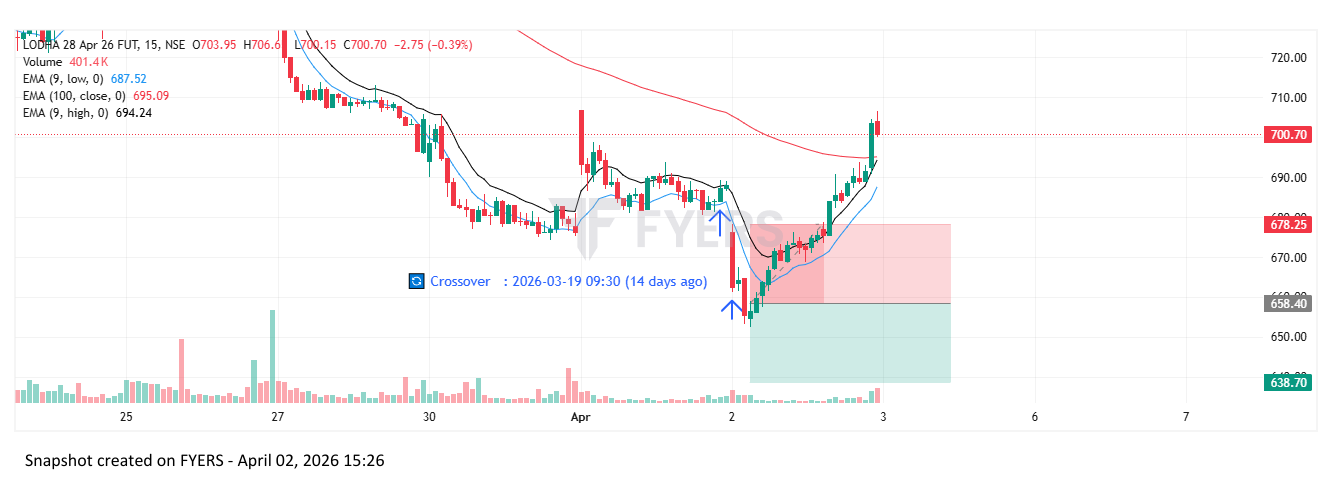 LODHA 28 Apr 26 FUT, 15, NSE O703.95 H706.6 L700.15 C700.70 −2.75 (−0.39%)
Volume 401.4 K
EMA (9, low, 0) 687.52
EMA (100, close, 0) 695.09
EMA (9, high, 0) 694.24
720.00
710.00
700.70
690.00
678.25
670.00
658.40
650.00
638.70
FYERS
Crossover : 2026-03-19 09:30 (14 days ago)
25 27 30 Apr 2 3 6 7
Snapshot created on FYERS - April 02, 2026 15:26